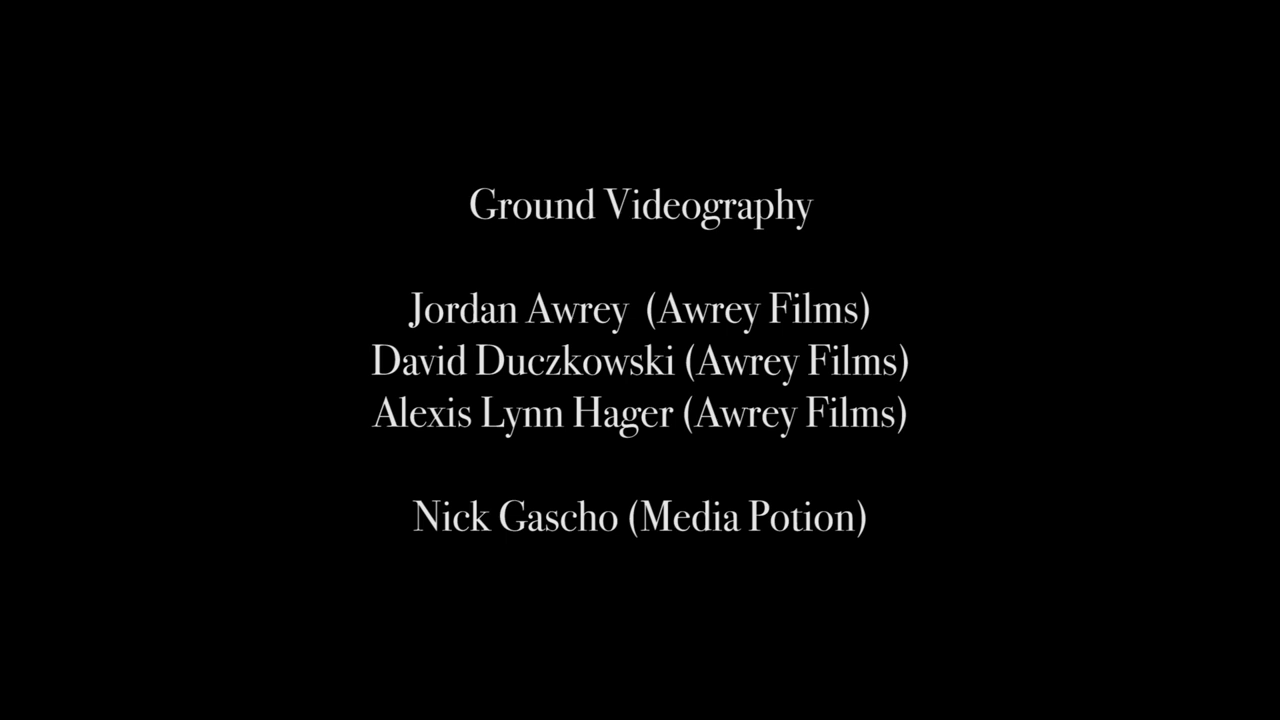 Ground Videography
Jordan Awrey  (Awrey Films)
David Duczkowski (Awrey Films)
Alexis Lynn Hager (Awrey Films)
Nick Gascho (Media Potion)